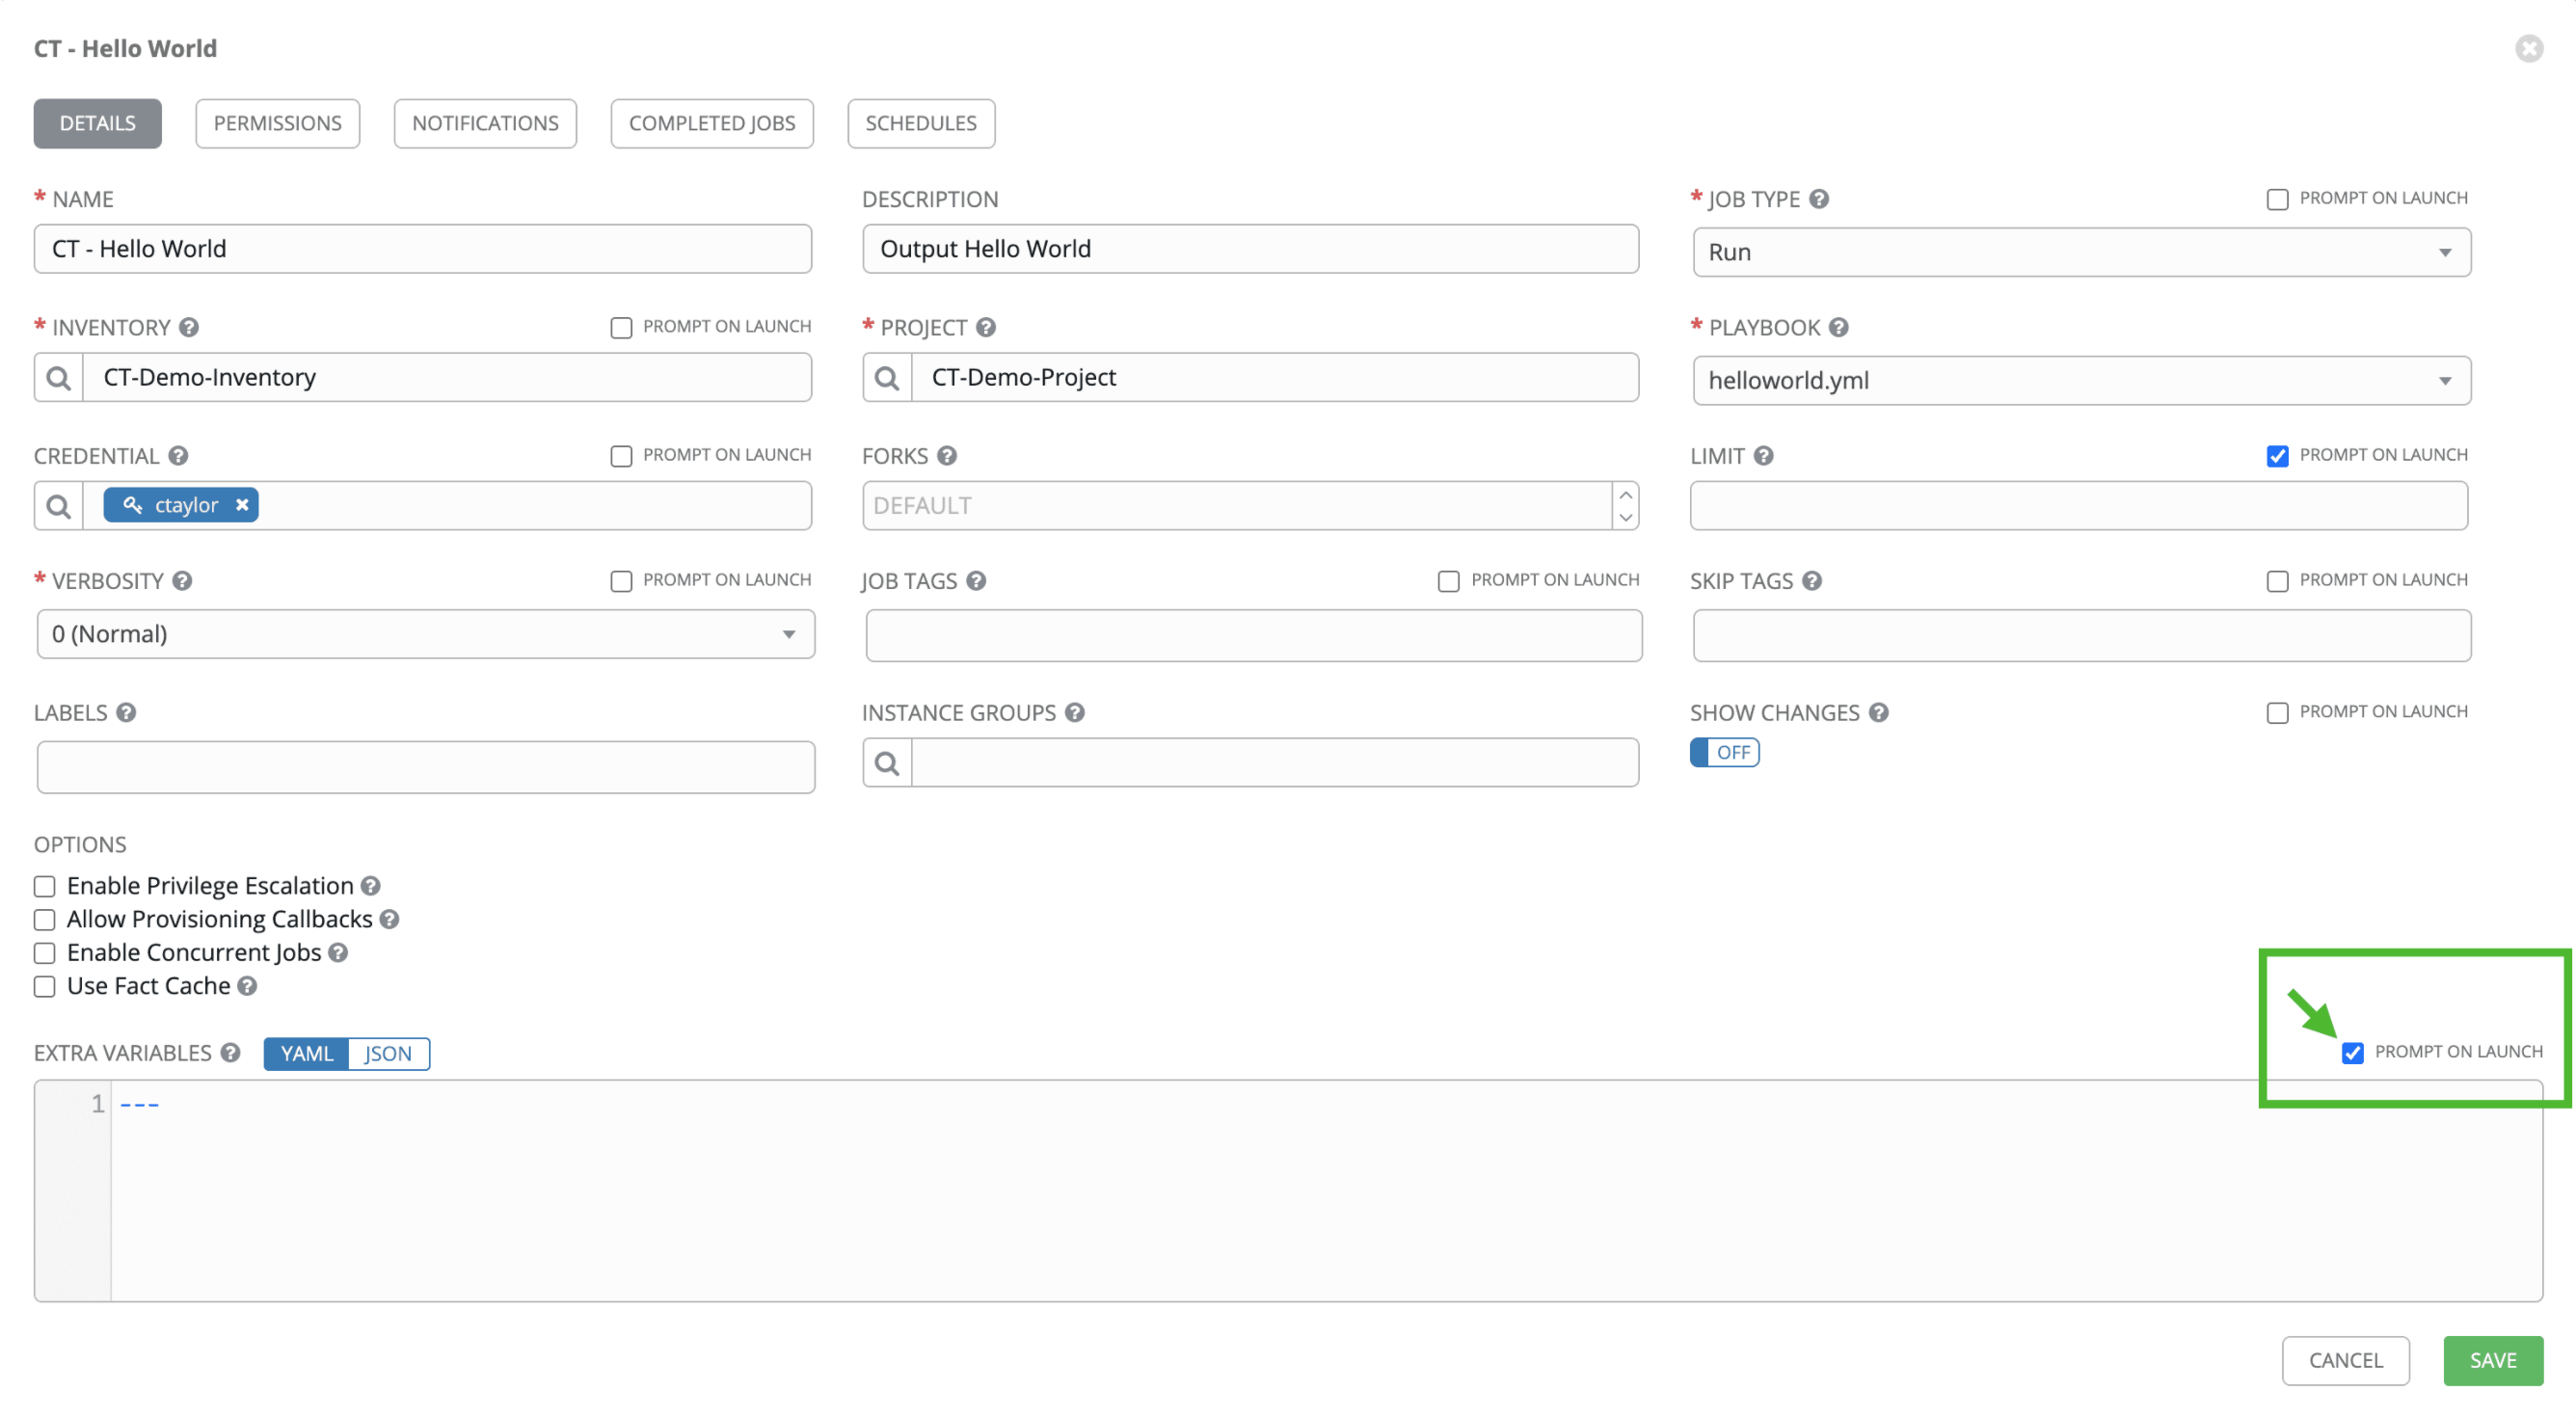 CT - Hello World
DETAILS PERMISSIONS NOTIFICATIONS COMPLETED JOBS SCHEDULES
* NAME
CT - Hello World
DESCRIPTION
Output Hello World
* JOB TYPE ? PROMPT ON LAUNCH
Run
* INVENTORY ? PROMPT ON LAUNCH
CT-Demo-Inventory
* PROJECT ?
CT-Demo-Project
* PLAYBOOK ?
helloworld.yml
CREDENTIAL ? PROMPT ON LAUNCH
ctaylor
FORKS ?
DEFAULT
LIMIT ? PROMPT ON LAUNCH
* VERBOSITY ? PROMPT ON LAUNCH
0 (Normal)
JOB TAGS ? PROMPT ON LAUNCH
SKIP TAGS ? PROMPT ON LAUNCH
LABELS ?
INSTANCE GROUPS ?
SHOW CHANGES ? PROMPT ON LAUNCH
OFF
OPTIONS
Enable Privilege Escalation ?
Allow Provisioning Callbacks ?
Enable Concurrent Jobs ?
Use Fact Cache ?
EXTRA VARIABLES ? YAML JSON PROMPT ON LAUNCH
1 ---
CANCEL SAVE